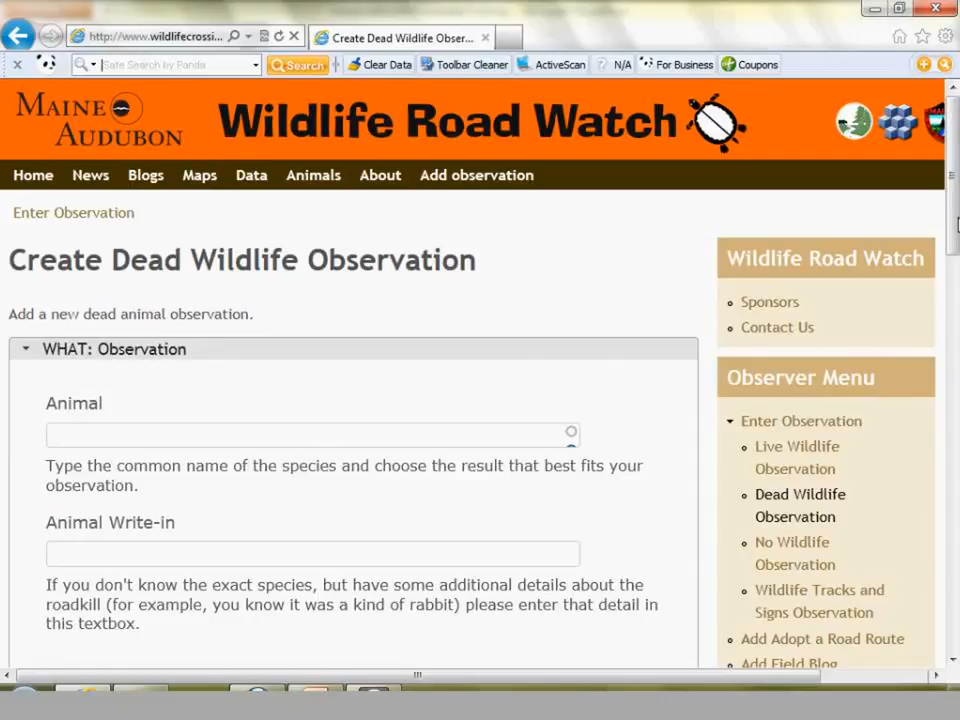 http://www.wildlifecrossi...
Create Dead Wildlife Obser...
Safe Search by Panda
Search
Clear Data
Toolbar Cleaner
ActiveScan
N/A
For Business
Coupons
MAINE AUDUBON
Wildlife Road Watch
Home News Blogs Maps Data Animals About Add observation
Enter Observation
Create Dead Wildlife Observation
Add a new dead animal observation.
WHAT: Observation
Animal
Type the common name of the species and choose the result that best fits your
observation.
Animal Write-in
If you don't know the exact species, but have some additional details about the
roadkill (for example, you know it was a kind of rabbit) please enter that detail in
this textbox.
Wildlife Road Watch
Sponsors
Contact Us
Observer Menu
Enter Observation
Live Wildlife
Observation
Dead Wildlife
Observation
No Wildlife
Observation
Wildlife Tracks and
Signs Observation
Add Adopt a Road Route
Add Field Blog